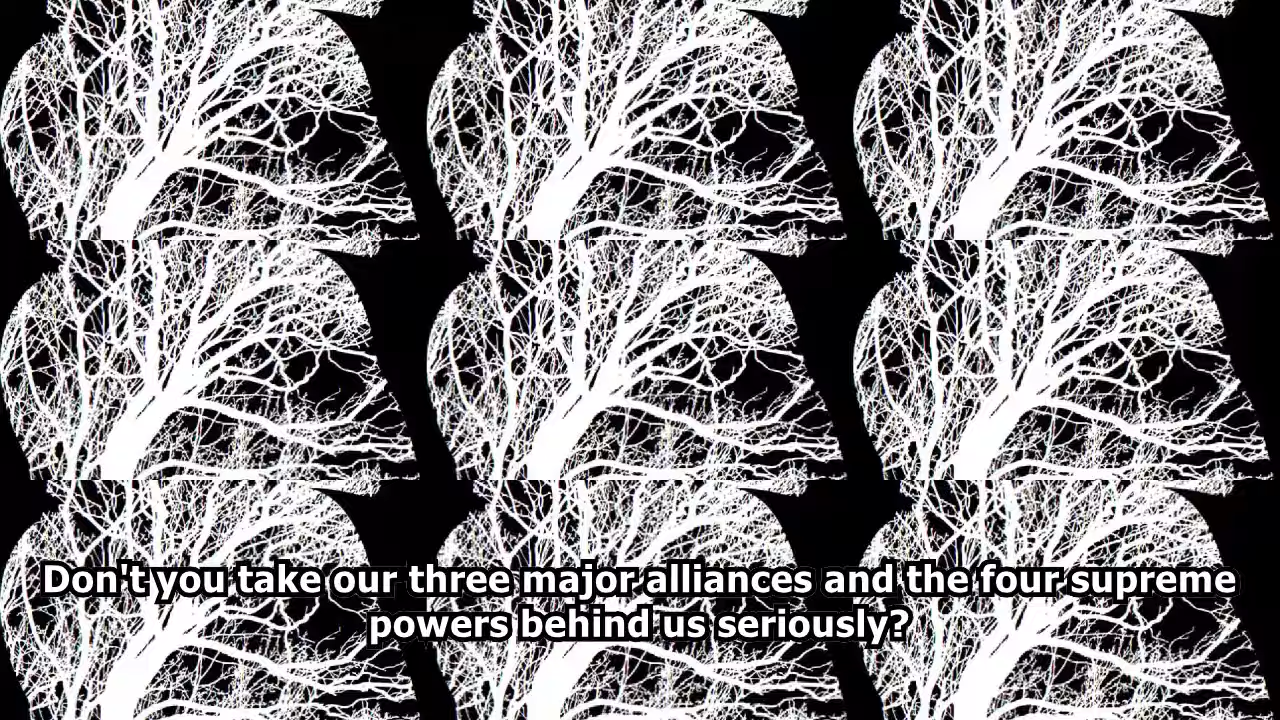 Don't you take our three major alliances and the four supreme
powers behind us seriously?